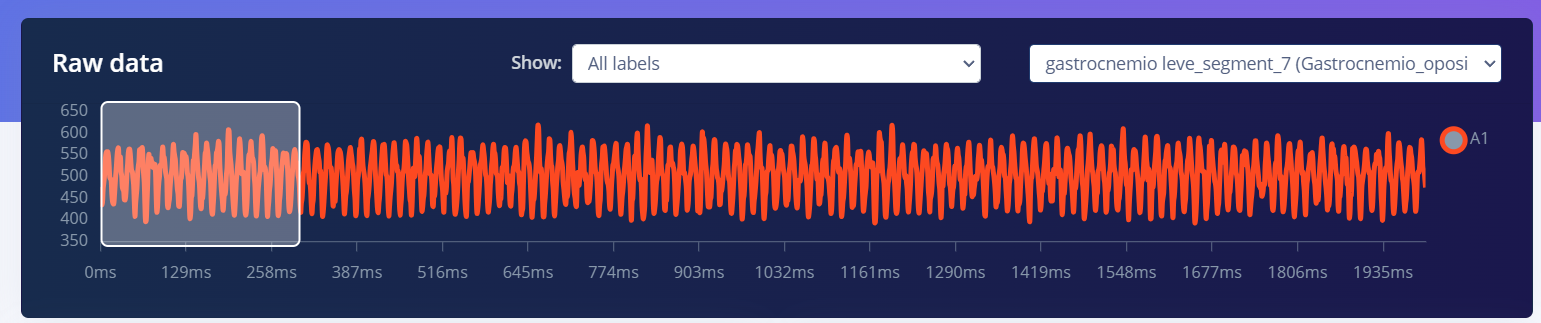 Raw data
Show:
All labels
gastrocnemio leve_segment_7 (Gastrocnemio_oposi
650
600
550
500
450
400
350
0ms 129ms 258ms 387ms 516ms 645ms 774ms 903ms 1032ms 1161ms 1290ms 1419ms 1548ms 1677ms 1806ms 1935ms
A1